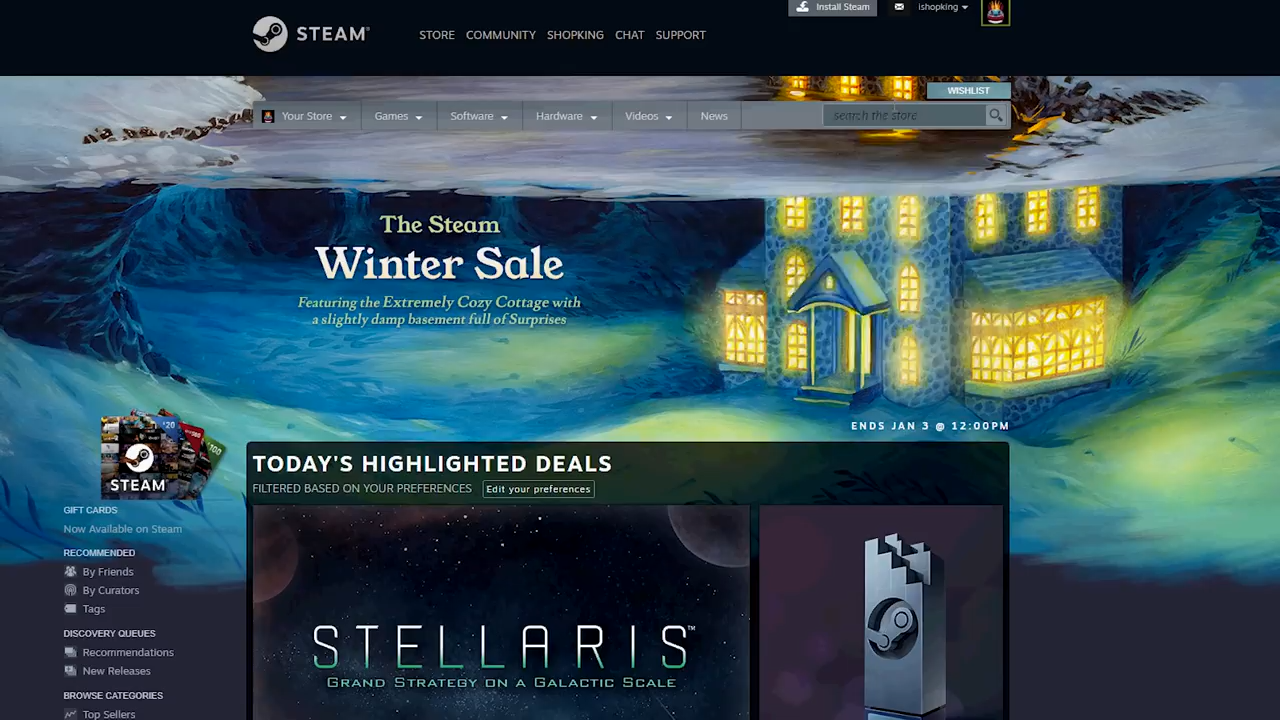 Install Steam
ishopking
STEAM®
STORE COMMUNITY SHOPKING CHAT SUPPORT
WISHLIST
Your Store Games Software Hardware Videos News
search the store
The Steam
Winter Sale
Featuring the Extremely Cozy Cottage with
a slightly damp basement full of Surprises
ENDS JAN 3 @ 12:00PM
$20
$100
STEAM
TODAY'S HIGHLIGHTED DEALS
FILTERED BASED ON YOUR PREFERENCES Edit your preferences
GIFT CARDS
Now Available on Steam
RECOMMENDED
By Friends
By Curators
Tags
DISCOVERY QUEUES
Recommendations
New Releases
BROWSE CATEGORIES
Top Sellers
STELLARIS™
GRAND STRATEGY ON A GALACTIC SCALE